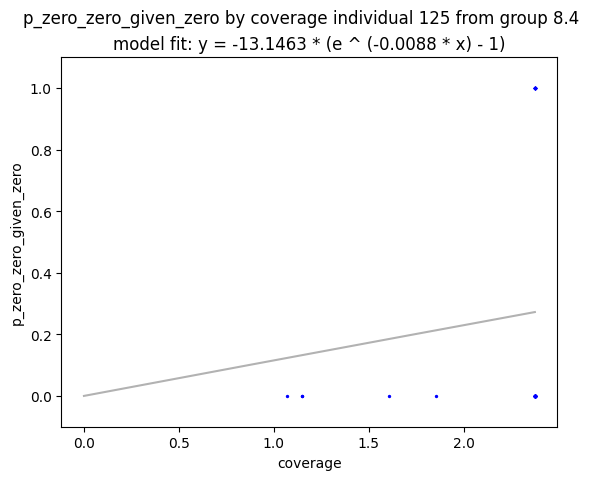 p_zero_zero_given_zero by coverage individual 125 from group 8.4
model fit: y = -13.1463 * (e ^ (-0.0088 * x) - 1)
1.0
0.8
0.6
0.4
0.2
0.0
p_zero_zero_given_zero
0.0 0.5 1.0 1.5 2.0
coverage